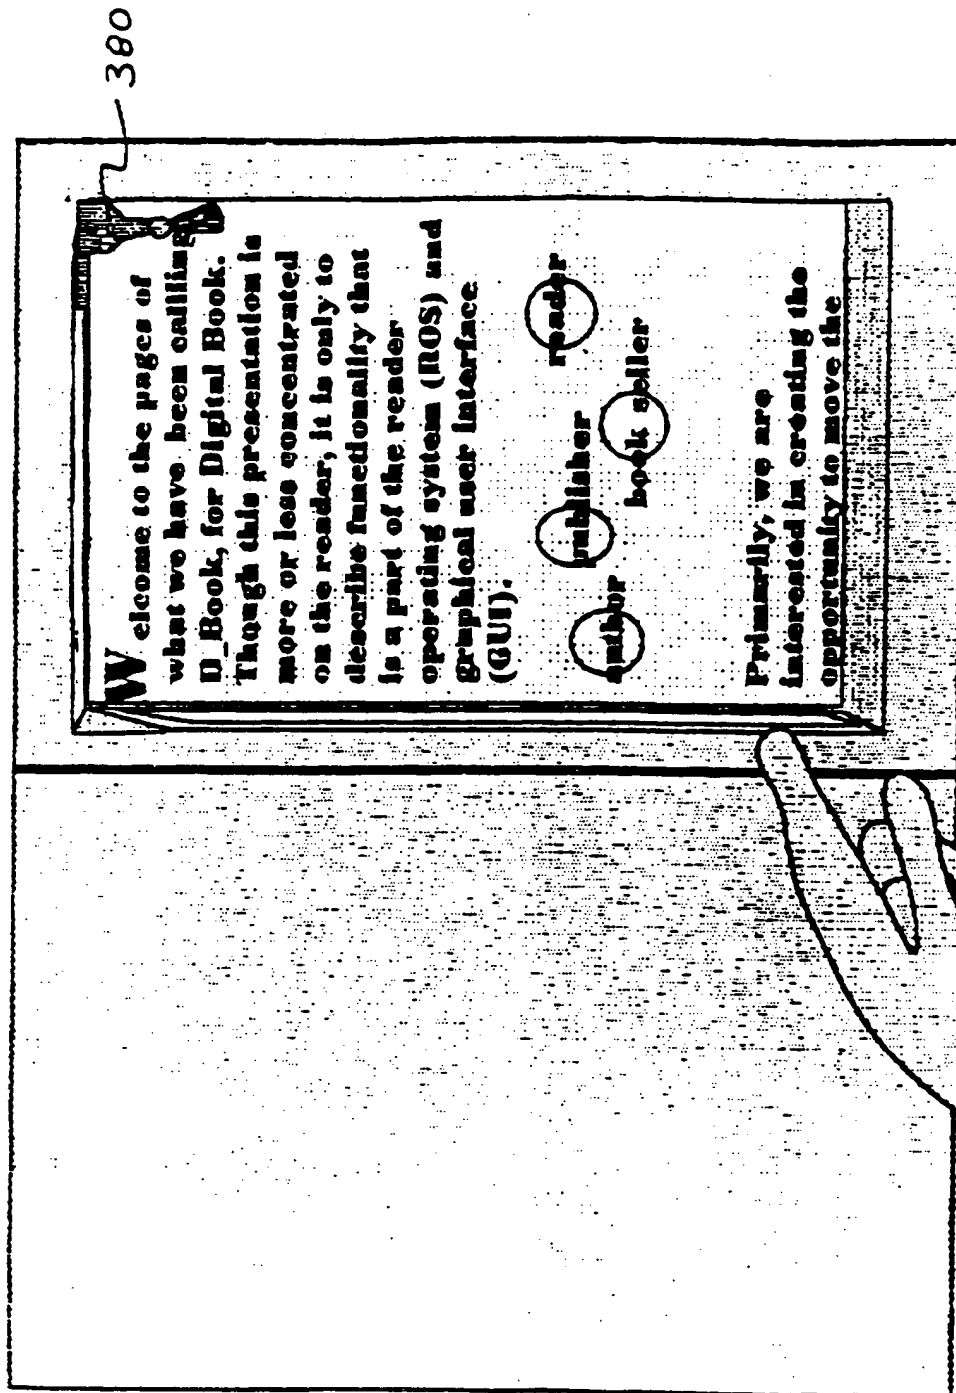 380
Welcome to the pages of
what we have been callling
D_Book, for Digital Book.
Though this presentation is
more or less concentrated
on the reader, it is only to
describe functionality that
is a part of the reader
operating system (ROS) and
graphical user interface
(GUI).
author
publisher
book seller
reader
Primarily, we are
interested in creating the
opportunity to move the